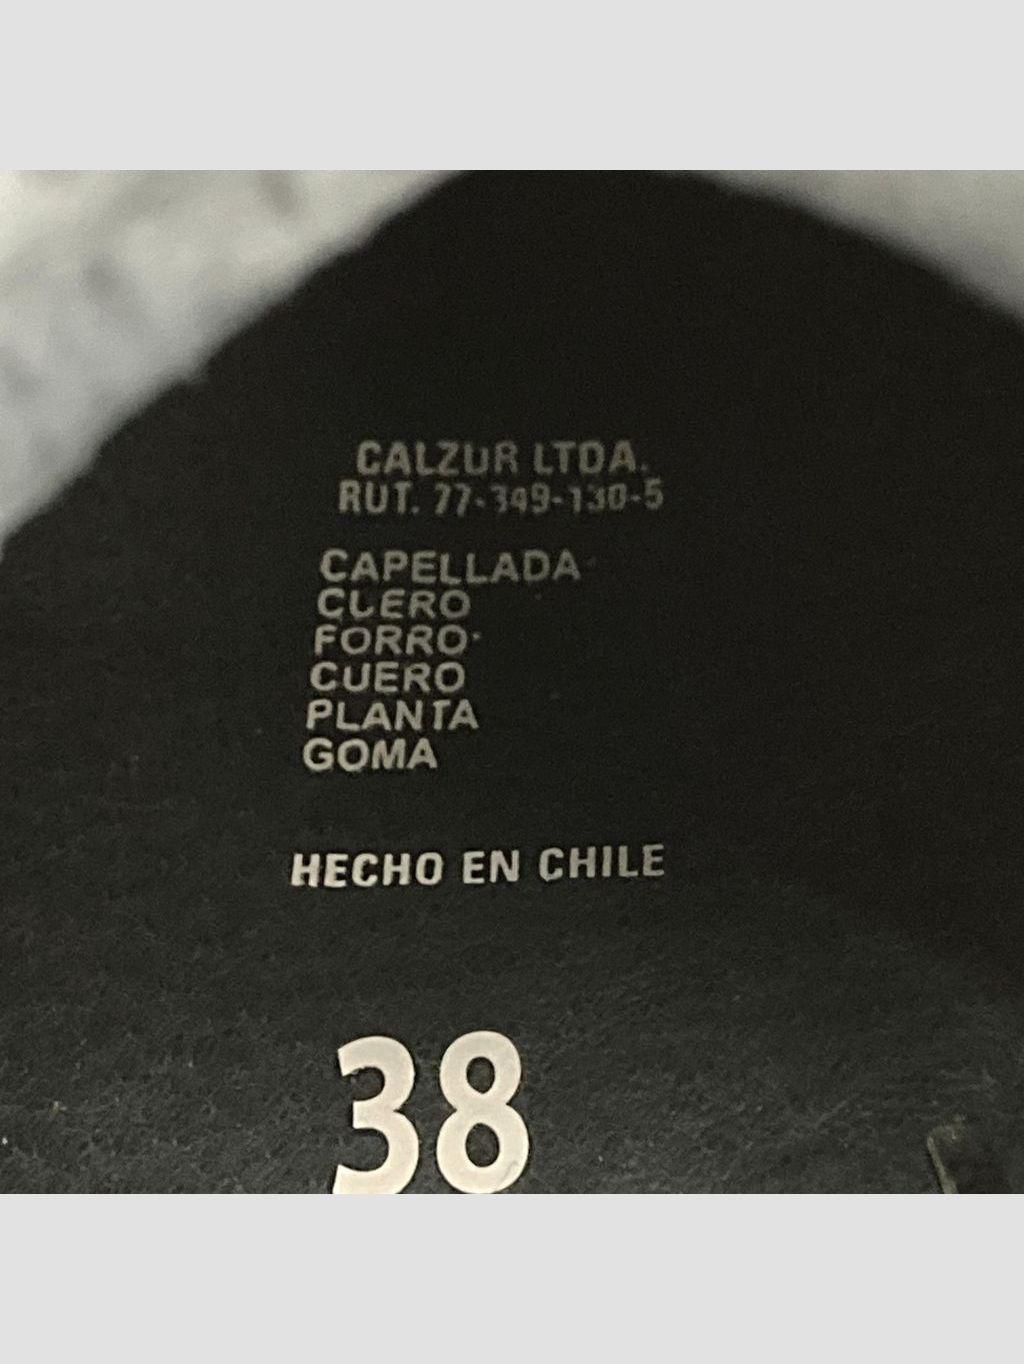 CALZUR LTDA.
RUT. 77-349-130-5
CAPELLADA
CUERO
FORRO
CUERO
PLANTA
GOMA
HECHO EN CHILE
38